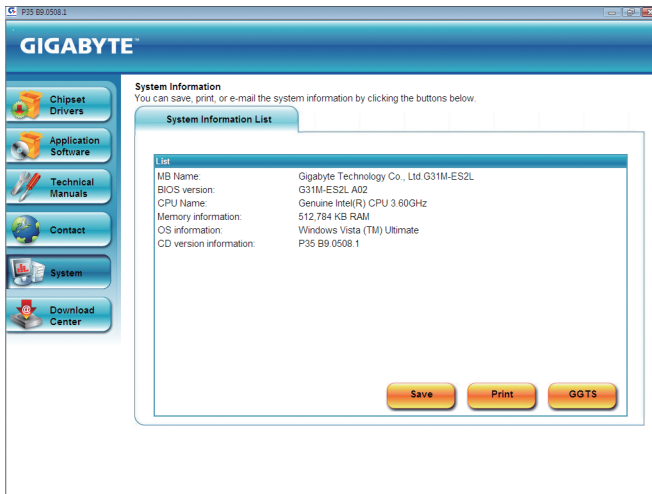 P35 B9.0508.1
GIGABYTE™
Chipset
Drivers
Application
Software
Technical
Manuals
Contact
System
Download
Center
System Information
You can save, print, or e-mail the system information by clicking the buttons below.
System Information List
List
MB Name: Gigabyte Technology Co., Ltd.G31M-ES2L
BIOS version: G31M-ES2L A02
CPU Name: Genuine Intel(R) CPU 3.60GHz
Memory information: 512,784 KB RAM
OS information: Windows Vista (TM) Ultimate
CD version information: P35 B9.0508.1
Save Print GGTS